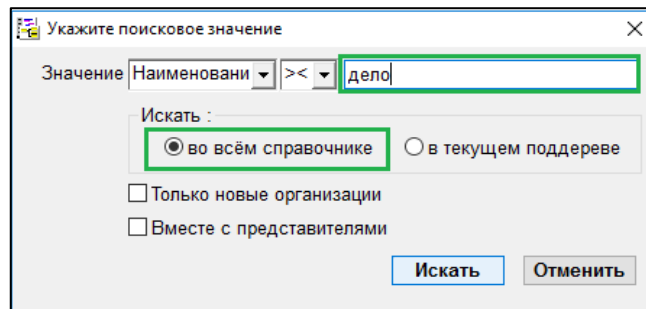 Укажите поисковое значение
Значение Наименовани >< дело
Искать :
во всём справочнике в текущем поддереве
Только новые организации
Вместе с представителями
Искать Отменить